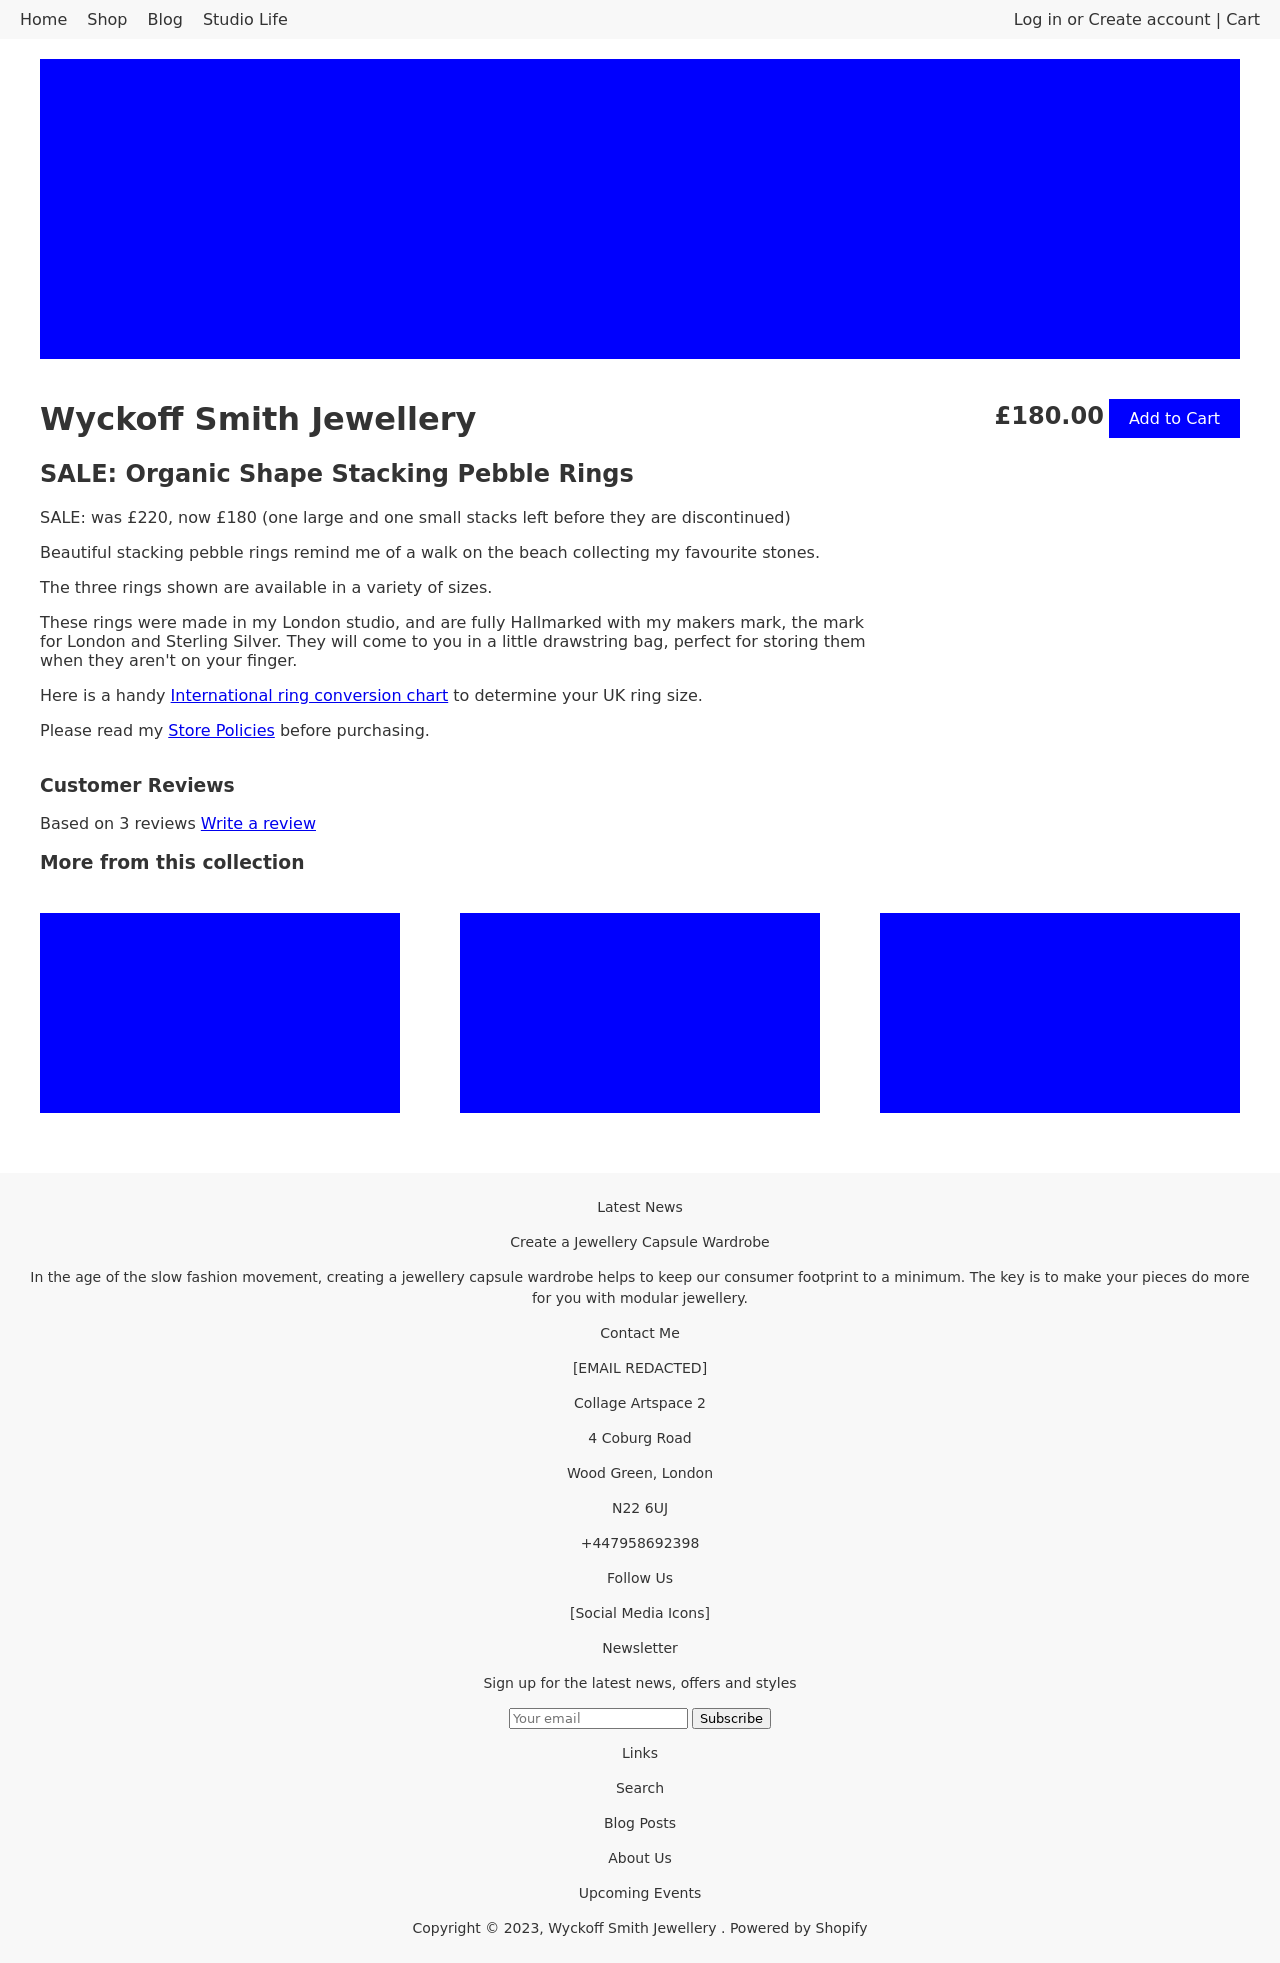 Home Shop Blog Studio Life Log in or Create account | Cart
Wyckoff Smith Jewellery
£180.00 Add to Cart
SALE: Organic Shape Stacking Pebble Rings
SALE: was £220, now £180 (one large and one small stacks left before they are discontinued)
Beautiful stacking pebble rings remind me of a walk on the beach collecting my favourite stones.
The three rings shown are available in a variety of sizes.
These rings were made in my London studio, and are fully Hallmarked with my makers mark, the mark
for London and Sterling Silver. They will come to you in a little drawstring bag, perfect for storing them
when they aren't on your finger.
Here is a handy International ring conversion chart to determine your UK ring size.
Please read my Store Policies before purchasing.
Customer Reviews
Based on 3 reviews Write a review
More from this collection
Latest News
Create a Jewellery Capsule Wardrobe
In the age of the slow fashion movement, creating a jewellery capsule wardrobe helps to keep our consumer footprint to a minimum. The key is to make your pieces do more
for you with modular jewellery.
Contact Me
[EMAIL REDACTED]
Collage Artspace 2
4 Coburg Road
Wood Green, London
N22 6UJ
+447958692398
Follow Us
[Social Media Icons]
Newsletter
Sign up for the latest news, offers and styles
Your email Subscribe
Links
Search
Blog Posts
About Us
Upcoming Events
Copyright © 2023, Wyckoff Smith Jewellery . Powered by Shopify